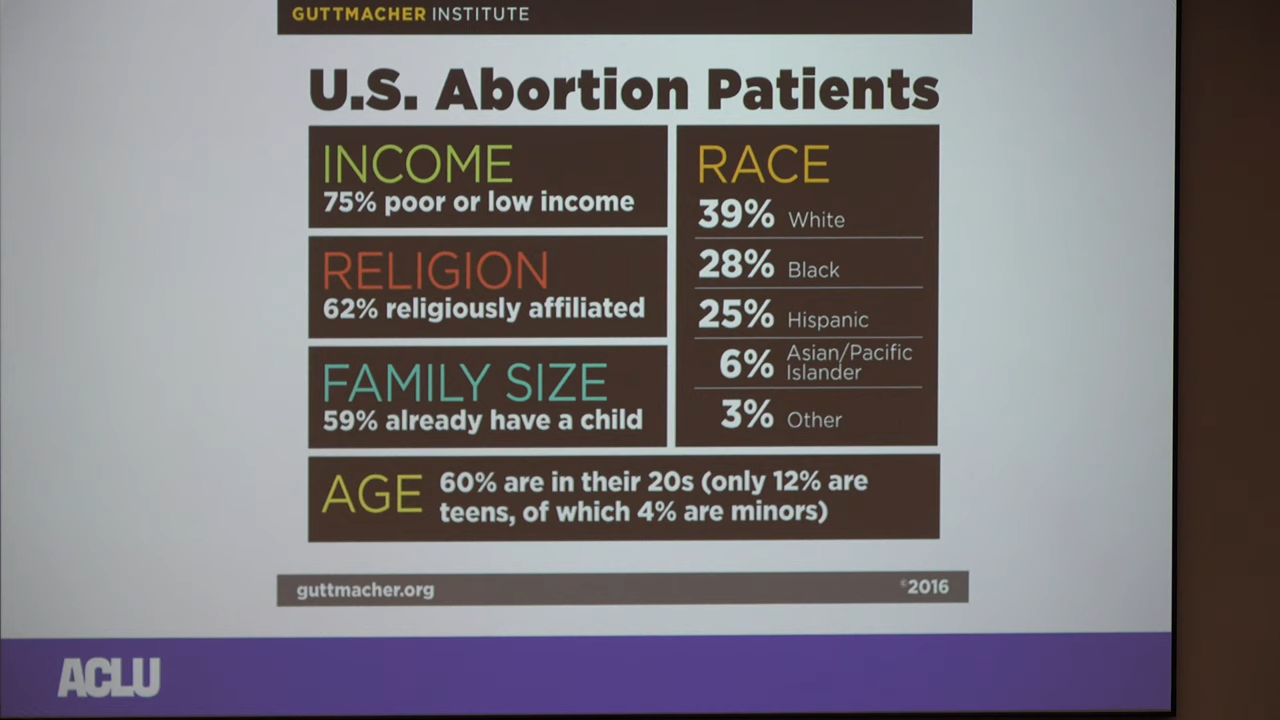 GUTTMACHER INSTITUTE
U.S. Abortion Patients
INCOME
75% poor or low income
RELIGION
62% religiously affiliated
FAMILY SIZE
59% already have a child
RACE
39% White
28% Black
25% Hispanic
6% Asian/Pacific
Islander
3% Other
AGE
60% are in their 20s (only 12% are
teens, of which 4% are minors)
guttmacher.org
©2016
ACLU